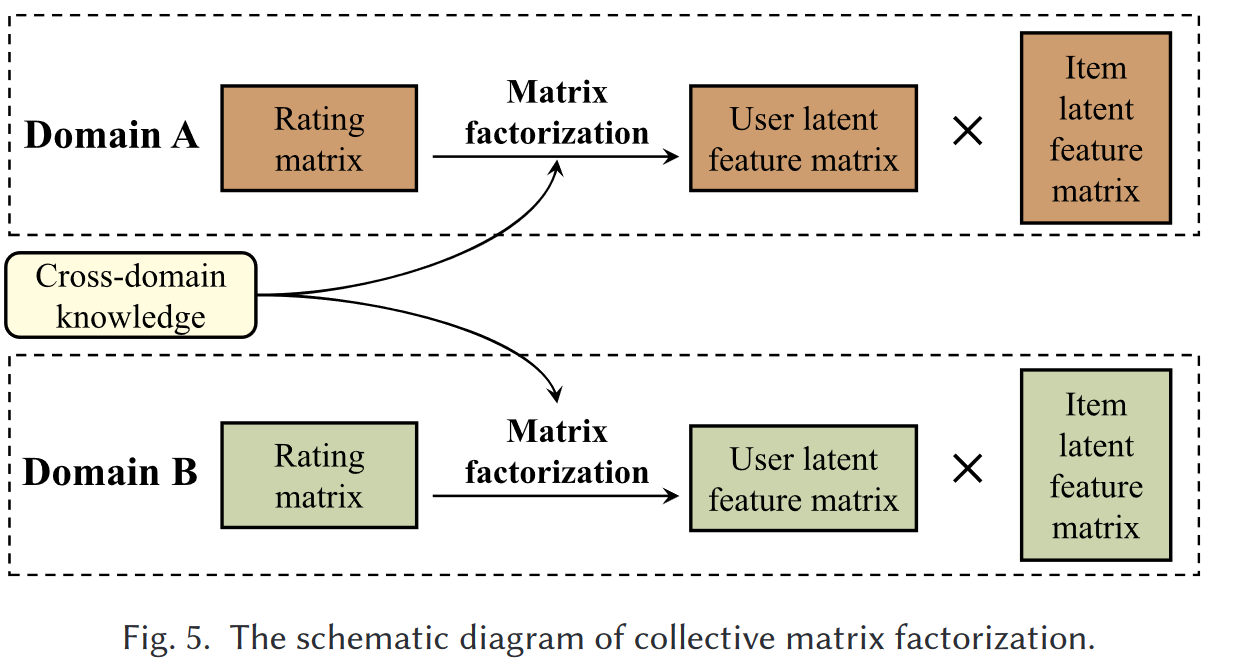 Domain A
Rating
matrix
Matrix
factorization
User latent
feature matrix
×
Item
latent
feature
matrix
Cross-domain
knowledge
Domain B
Rating
matrix
Matrix
factorization
User latent
feature matrix
×
Item
latent
feature
matrix
Fig. 5. The schematic diagram of collective matrix factorization.